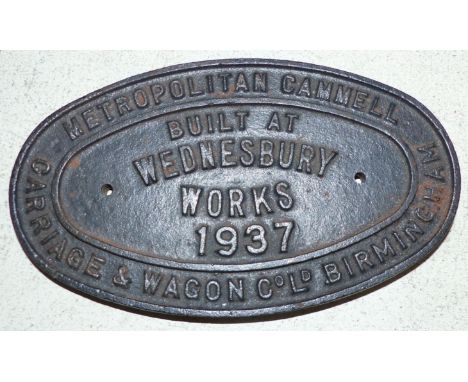 METROPOLITAN CAMMELL
CARRIAGE & WAGON CO LD BIRMINGHAM
BUILT AT
WEDNESBURY
WORKS
1937